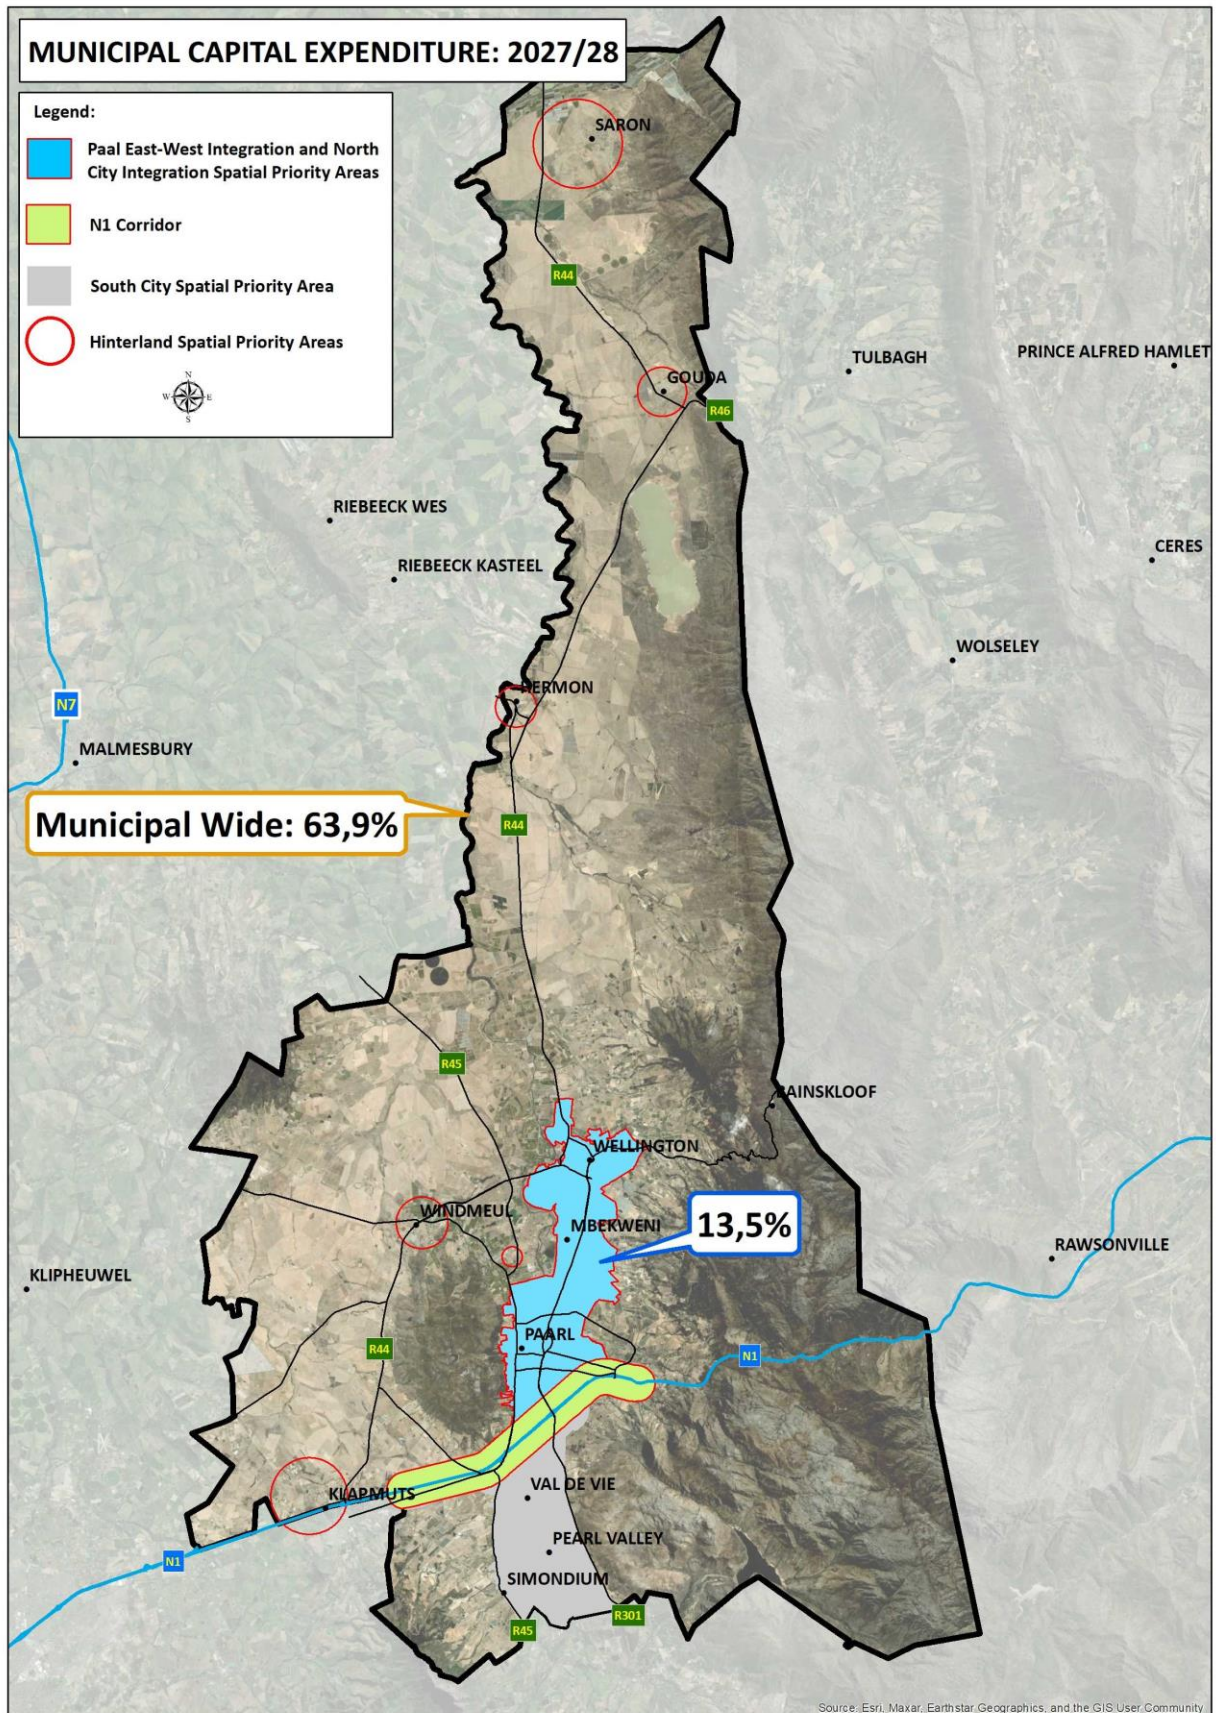 MUNICIPAL CAPITAL EXPENDITURE: 2027/28
Legend:
Paal East-West Integration and North
City Integration Spatial Priority Areas
N1 Corridor
South City Spatial Priority Area
Hinterland Spatial Priority Areas
N
W E
S
SARON
R44
TULBAGH
PRINCE ALFRED HAMLET
GOUDA
R46
RIEBEECK WES
CERES
RIEBEECK KASTEEL
WOLSELEY
HERMON
N7
MALMESBURY
Municipal Wide: 63,9%
R44
R45
BAINSKLOOF
WELLINGTON
WINDMEUL
MBEKWENI
13,5%
RAWSONVILLE
KLIPHEUWEL
PAARL
R44
N1
VAL DE VIE
KLAPMUTS
PEARL VALLEY
N1
SIMONDIUM
R301
R45
Source: Esri, Maxar, Earthstar Geographics, and the GIS User Community